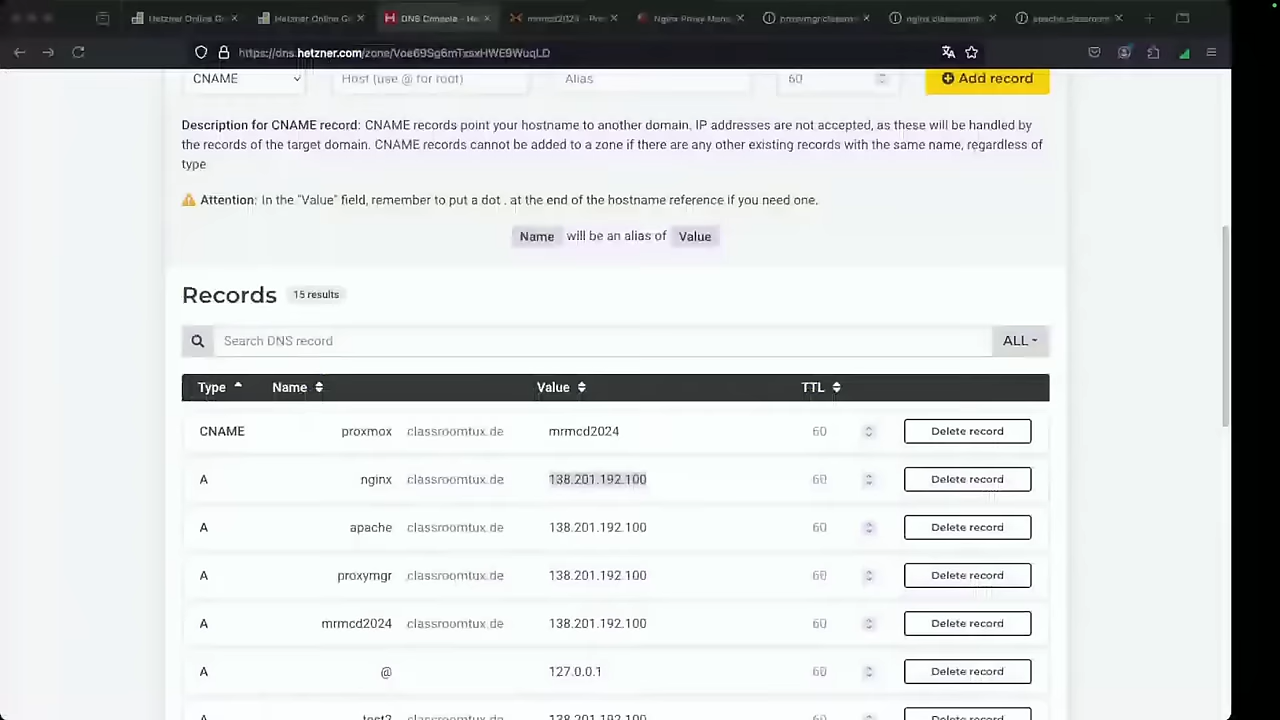 Hetzner Online G
Hetzner Online G
DNS Console - He
mrmcd2024 - Pro
Nginx Proxy Mana
proxymgr.classroom
nginx.classroomt
apache.classroom
https://dns.hetzner.com/zone/
CNAME
Host (use @ for root)
Alias
60
Add record
Description for CNAME record: CNAME records point your hostname to another domain. IP addresses are not accepted, as these will be handled by
the records of the target domain. CNAME records cannot be added to a zone if there are any other existing records with the same name, regardless of
type
Attention: In the "Value" field, remember to put a dot . at the end of the hostname reference if you need one.
Name will be an alias of Value
Records 15 results
Search DNS record ALL
Type Name Value TTL
CNAME proxmox classroomtux.de mrmcd2024 60 Delete record
A nginx classroomtux.de 138.201.192.100 60 Delete record
A apache classroomtux.de 138.201.192.100 60 Delete record
A proxymgr classroomtux.de 138.201.192.100 60 Delete record
A mrmcd2024 classroomtux.de 138.201.192.100 60 Delete record
A @ 127.0.0.1 60 Delete record
A test2 classroomtux.de 138.201.192.100 60 Delete record